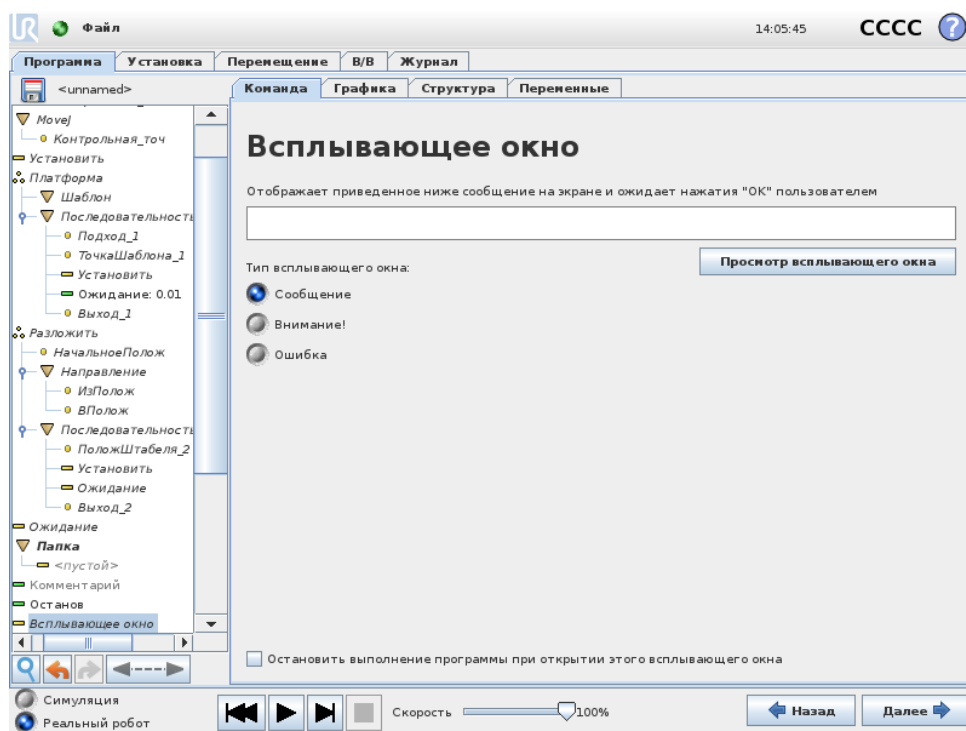 Файл
14:05:45
CCCC
?
Программа Установка Перемещение В/В Журнал
<unnamed>
Команда Графика Структура Переменные
MoveJ
Контрольная_точ
Установить
Платформа
Шаблон
Последовательность
Подход_1
ТочкаШаблона_1
Установить
Ожидание: 0.01
Выход_1
Разложить
НачальноеПолож
Направление
ИзПолож
ВПолож
Последовательность
ПоложШтабеля_2
Установить
Ожидание
Выход_2
Ожидание
Папка
<пустой>
Комментарий
Останов
Всплывающее окно
Всплывающее окно
Отображает приведенное ниже сообщение на экране и ожидает нажатия "ОК" пользователем
Просмотр всплывающего окна
Тип всплывающего окна:
Сообщение
Внимание!
Ошибка
Остановить выполнение программы при открытии этого всплывающего окна
Симуляция
Реальный робот
Скорость 100%
Назад
Далее